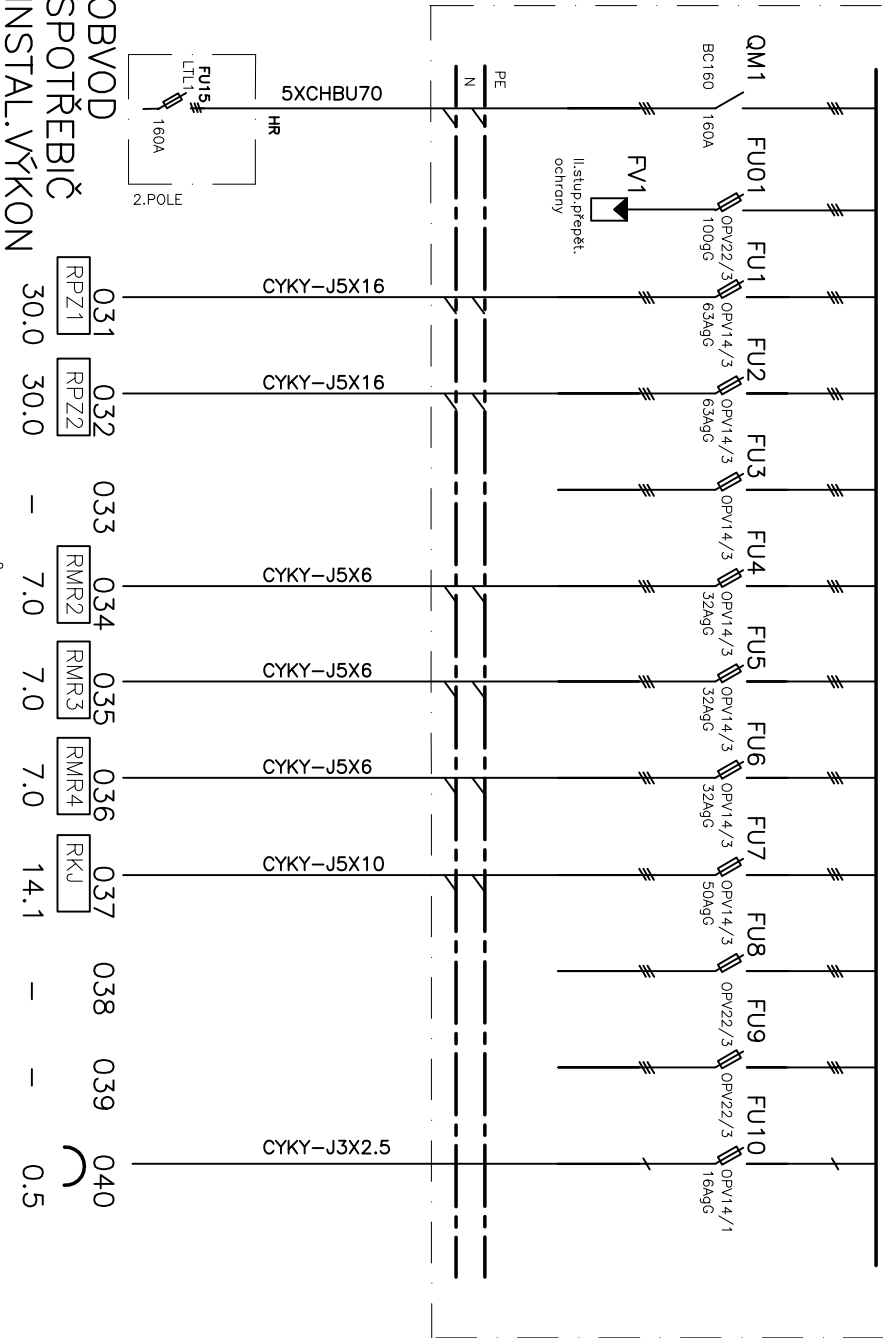 QM1
BC160
160A
FU01
OPV22/3
100gG
FU1
OPV14/3
63AgG
FU2
OPV14/3
63AgG
FU3
OPV14/3
FU4
OPV14/3
32AgG
FU5
OPV14/3
32AgG
FU6
OPV14/3
32AgG
FU7
OPV14/3
50AgG
FU8
OPV22/3
FU9
OPV22/3
FU10
OPV14/1
16AgG
FV1
II.stup.přepět.
ochrany
PE
N
5XCHBU70
CYKY-J5X16
CYKY-J5X16
CYKY-J5X6
CYKY-J5X6
CYKY-J5X6
CYKY-J5X10
CYKY-J3X2.5
HR
FU15
LTL1
160A
2.POLE
OBVOD 031 032 033 034 035 036 037 038 039 040
SPOTŘEBIČ RPZ1 RPZ2 RMR2 RMR3 RMR4 RKJ
INSTAL.VÝKON 30.0 30.0 – 7.0 7.0 7.0 14.1 – – 0.5